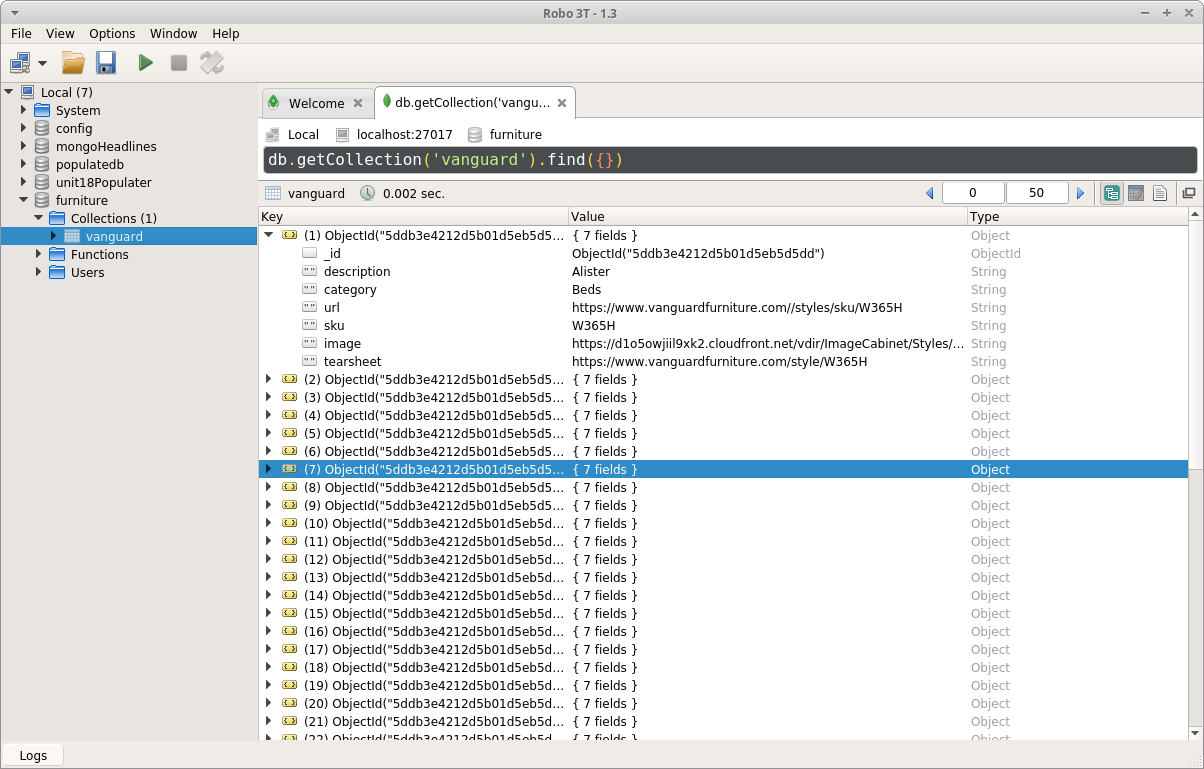 Robo 3T - 1.3
File View Options Window Help
Local (7)
System
config
mongoHeadlines
populatedb
unit18Populater
furniture
Collections (1)
vanguard
Functions
Users
Welcome
db.getCollection('vangu...
Local localhost:27017 furniture
db.getCollection('vanguard').find({})
vanguard 0.002 sec. 0 50
Key Value Type
(1) ObjectId("5ddb3e4212d5b01d5eb5d5... { 7 fields } Object
_id ObjectId("5ddb3e4212d5b01d5eb5d5dd") ObjectId
description Alister String
category Beds String
url https://www.vanguardfurniture.com//styles/sku/W365H String
sku W365H String
image https://d1o5owjiil9xk2.cloudfront.net/vdir/ImageCabinet/Styles/... String
tearsheet https://www.vanguardfurniture.com/style/W365H String
(2) ObjectId("5ddb3e4212d5b01d5eb5d5... { 7 fields } Object
(3) ObjectId("5ddb3e4212d5b01d5eb5d5... { 7 fields } Object
(4) ObjectId("5ddb3e4212d5b01d5eb5d5... { 7 fields } Object
(5) ObjectId("5ddb3e4212d5b01d5eb5d5... { 7 fields } Object
(6) ObjectId("5ddb3e4212d5b01d5eb5d5... { 7 fields } Object
(7) ObjectId("5ddb3e4212d5b01d5eb5d5... { 7 fields } Object
(8) ObjectId("5ddb3e4212d5b01d5eb5d5... { 7 fields } Object
(9) ObjectId("5ddb3e4212d5b01d5eb5d5... { 7 fields } Object
(10) ObjectId("5ddb3e4212d5b01d5eb5d... { 7 fields } Object
(11) ObjectId("5ddb3e4212d5b01d5eb5d... { 7 fields } Object
(12) ObjectId("5ddb3e4212d5b01d5eb5d... { 7 fields } Object
(13) ObjectId("5ddb3e4212d5b01d5eb5d... { 7 fields } Object
(14) ObjectId("5ddb3e4212d5b01d5eb5d... { 7 fields } Object
(15) ObjectId("5ddb3e4212d5b01d5eb5d... { 7 fields } Object
(16) ObjectId("5ddb3e4212d5b01d5eb5d... { 7 fields } Object
(17) ObjectId("5ddb3e4212d5b01d5eb5d... { 7 fields } Object
(18) ObjectId("5ddb3e4212d5b01d5eb5d... { 7 fields } Object
(19) ObjectId("5ddb3e4212d5b01d5eb5d... { 7 fields } Object
(20) ObjectId("5ddb3e4212d5b01d5eb5d... { 7 fields } Object
(21) ObjectId("5ddb3e4212d5b01d5eb5d... { 7 fields } Object
(22) ObjectId("5ddb3e4212d5b01d5eb5d... { 7 fields } Object
Logs